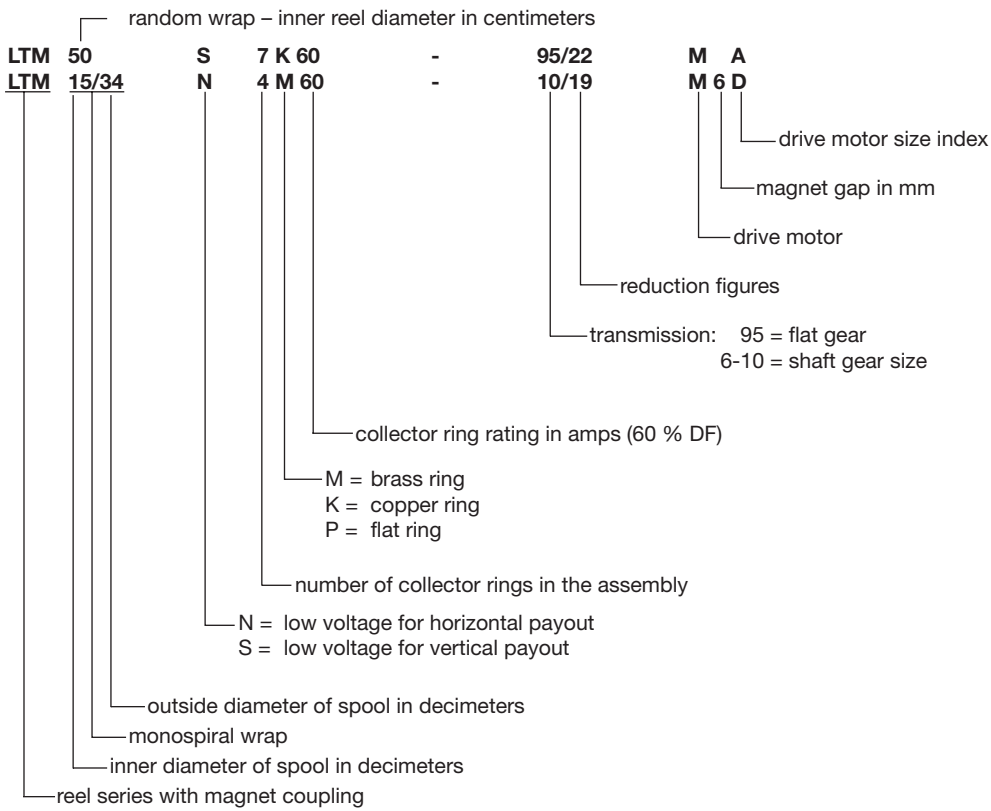 random wrap – inner reel diameter in centimeters
LTM 50 S 7 K 60 - 95/22 M A
LTM 15/34 N 4 M 60 - 10/19 M 6 D
drive motor size index
magnet gap in mm
drive motor
reduction figures
transmission: 95 = flat gear
6-10 = shaft gear size
collector ring rating in amps (60 % DF)
M = brass ring
K = copper ring
P = flat ring
number of collector rings in the assembly
N = low voltage for horizontal payout
S = low voltage for vertical payout
outside diameter of spool in decimeters
monospiral wrap
inner diameter of spool in decimeters
reel series with magnet coupling